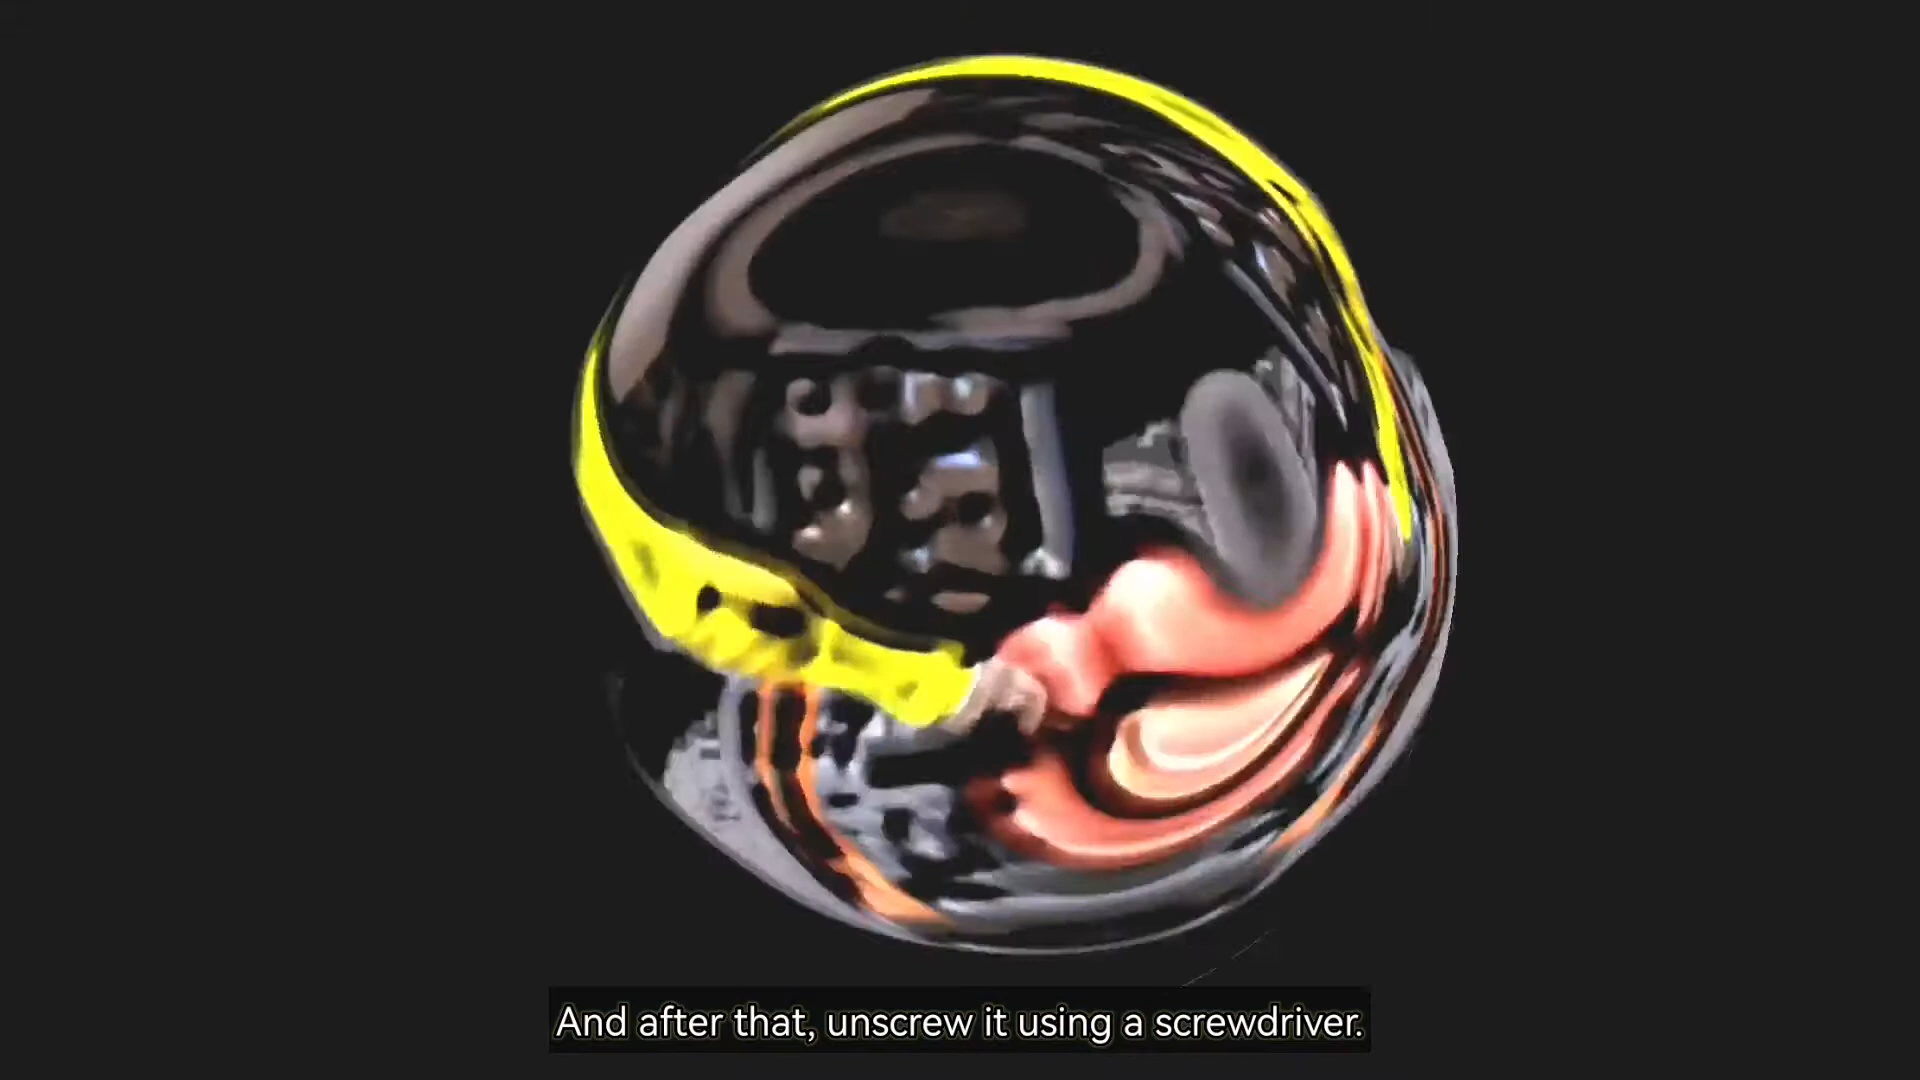 And after that, unscrew it using a screwdriver.